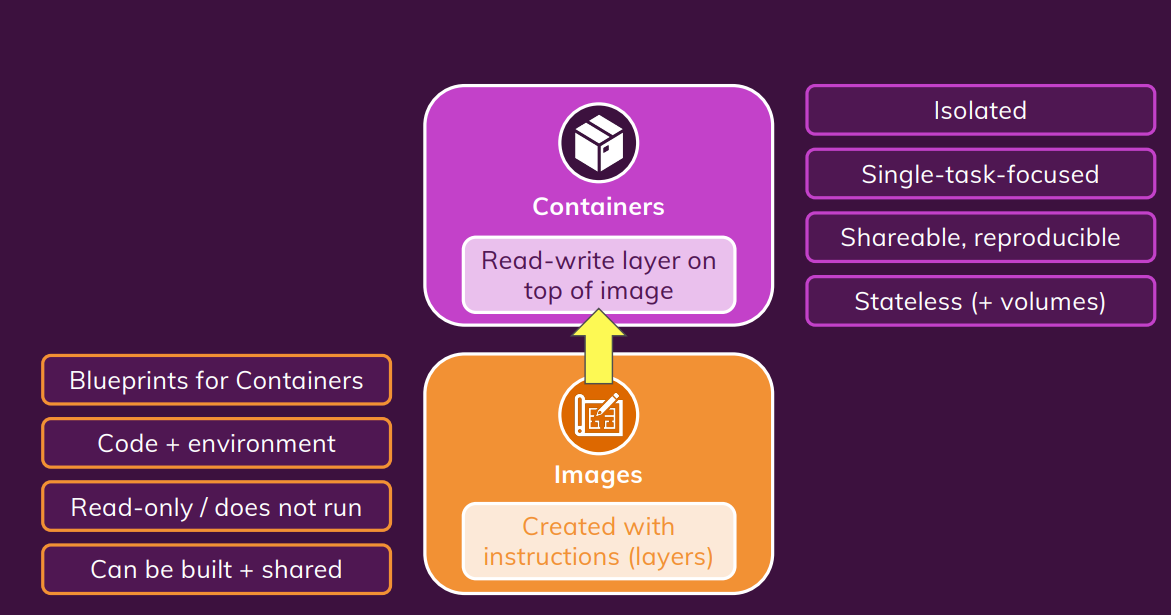 Containers
Read-write layer on
top of image
Isolated
Single-task-focused
Shareable, reproducible
Stateless (+ volumes)
Blueprints for Containers
Code + environment
Read-only / does not run
Can be built + shared
Images
Created with
instructions (layers)